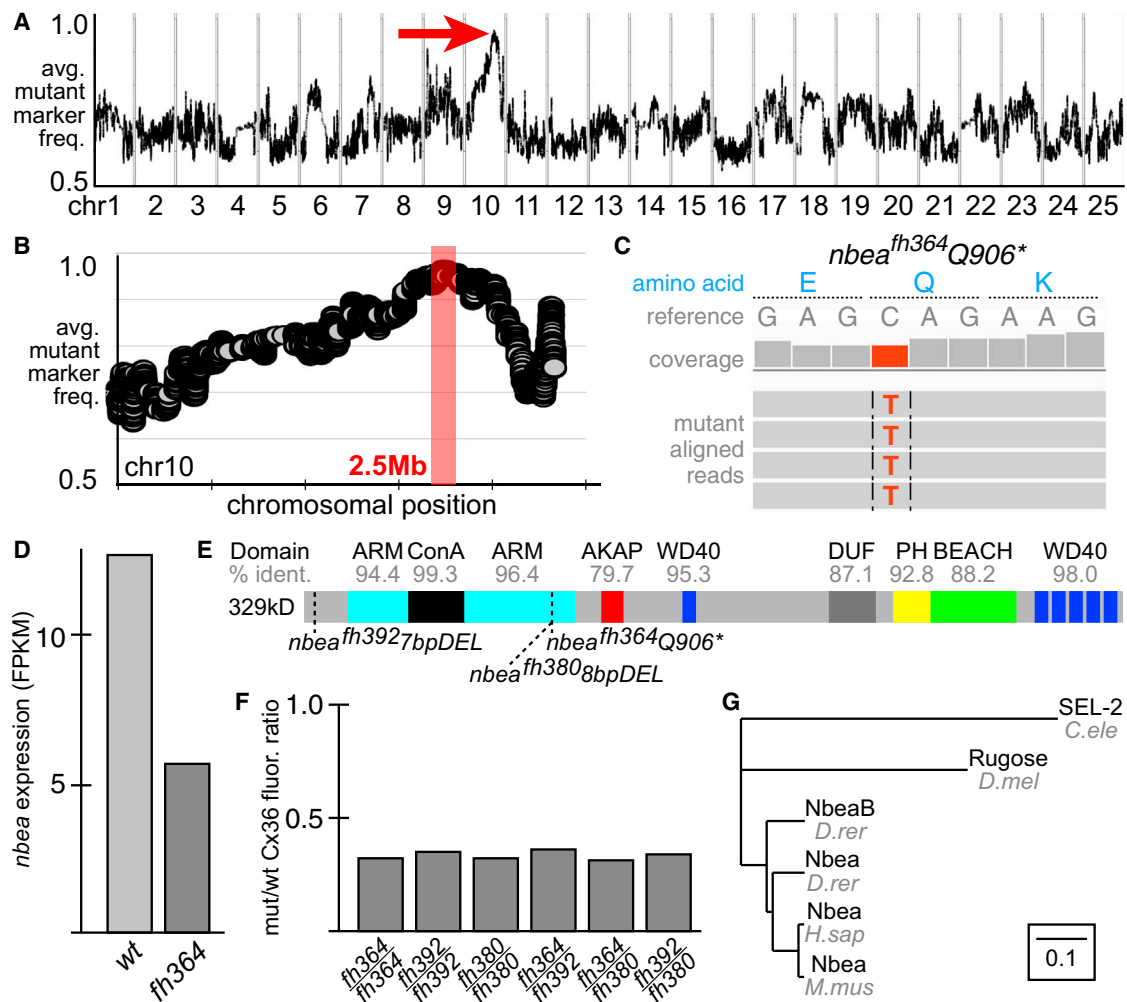 A
1.0
avg.
mutant
marker
freq.
0.5
chr1 2 3 4 5 6 7 8 9 10 11 12 13 14 15 16 17 18 19 20 21 22 23 24 25
B
1.0
avg.
mutant
marker
freq.
0.5
chr10
2.5Mb
chromosomal position
C
nbea fh364 Q906*
amino acid E Q K
reference G A G C A G A A G
coverage
mutant
aligned
reads
T
T
T
T
D
nbea expression (FPKM)
10
5
wt
fh364
E
Domain ARM ConA ARM AKAP WD40 DUF PH BEACH WD40
% ident. 94.4 99.3 96.4 79.7 95.3 87.1 92.8 88.2 98.0
329kD
nbea fh392 7bpDEL
nbea fh364 Q906*
nbea fh380 8bpDEL
F
mut/wt Cx36 fluor. ratio
1.0
0.5
fh364 fh392 fh380 fh364 fh364 fh392
fh364 fh392 fh380 fh392 fh380 fh380
G
SEL-2
C.ele
Rugose
D.mel
NbeaB
D.rer
Nbea
D.rer
Nbea
H.sap
Nbea
M.mus
0.1